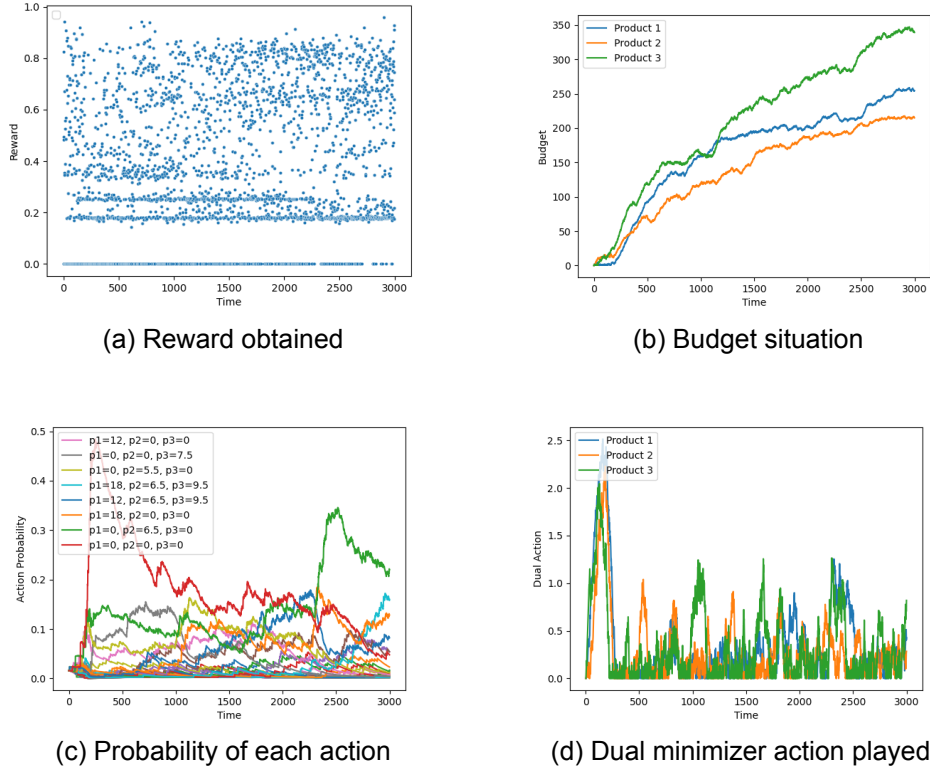 1.0
0.8
0.6
0.4
0.2
0.0
Reward
0 500 1000 1500 2000 2500 3000
Time
(a) Reward obtained
350
300
250
200
150
100
50
0
Budget
Product 1
Product 2
Product 3
0 500 1000 1500 2000 2500 3000
Time
(b) Budget situation
0.5
0.4
0.3
0.2
0.1
0.0
Action Probability
p1=12, p2=0, p3=0
p1=0, p2=0, p3=7.5
p1=0, p2=5.5, p3=0
p1=18, p2=6.5, p3=9.5
p1=12, p2=6.5, p3=9.5
p1=18, p2=0, p3=0
p1=0, p2=6.5, p3=0
p1=0, p2=0, p3=0
0 500 1000 1500 2000 2500 3000
Time
(c) Probability of each action
2.5
2.0
1.5
1.0
0.5
0.0
Dual Action
Product 1
Product 2
Product 3
0 500 1000 1500 2000 2500 3000
Time
(d) Dual minimizer action played